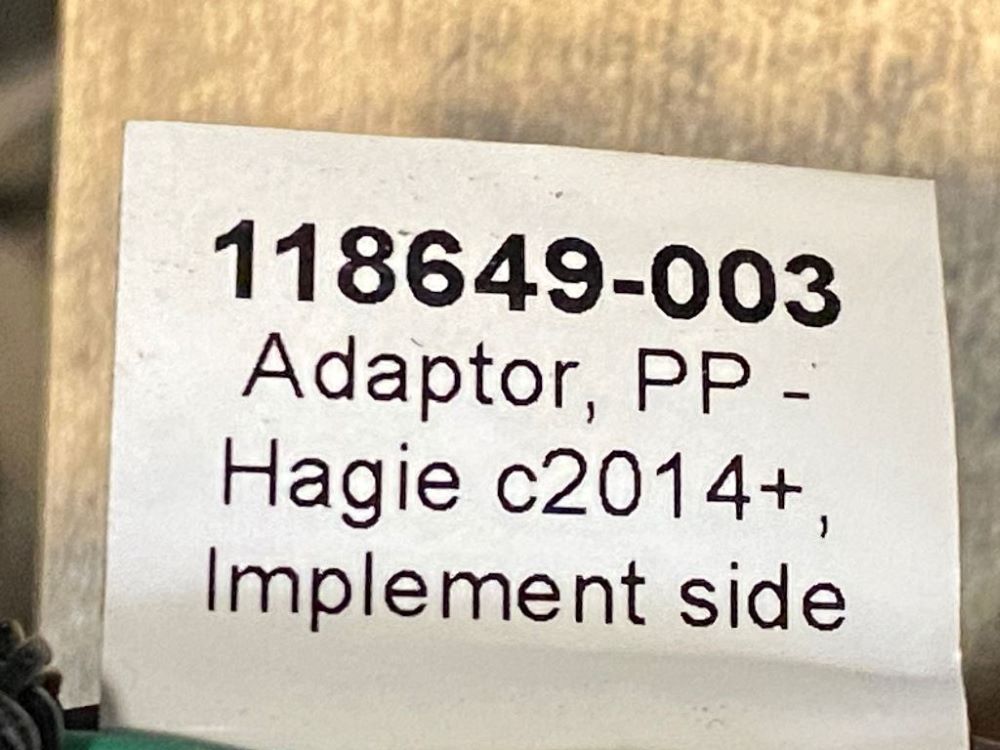 118649-003
Adaptor, PP -
Hagie c2014+,
Implement side